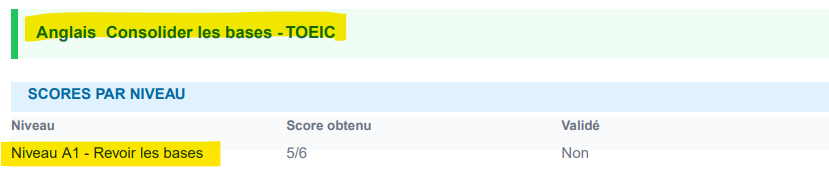 Anglais  Consolider les bases - TOEIC
SCORES PAR NIVEAU
Niveau Score obtenu Validé
Niveau A1 - Revoir les bases 5/6 Non